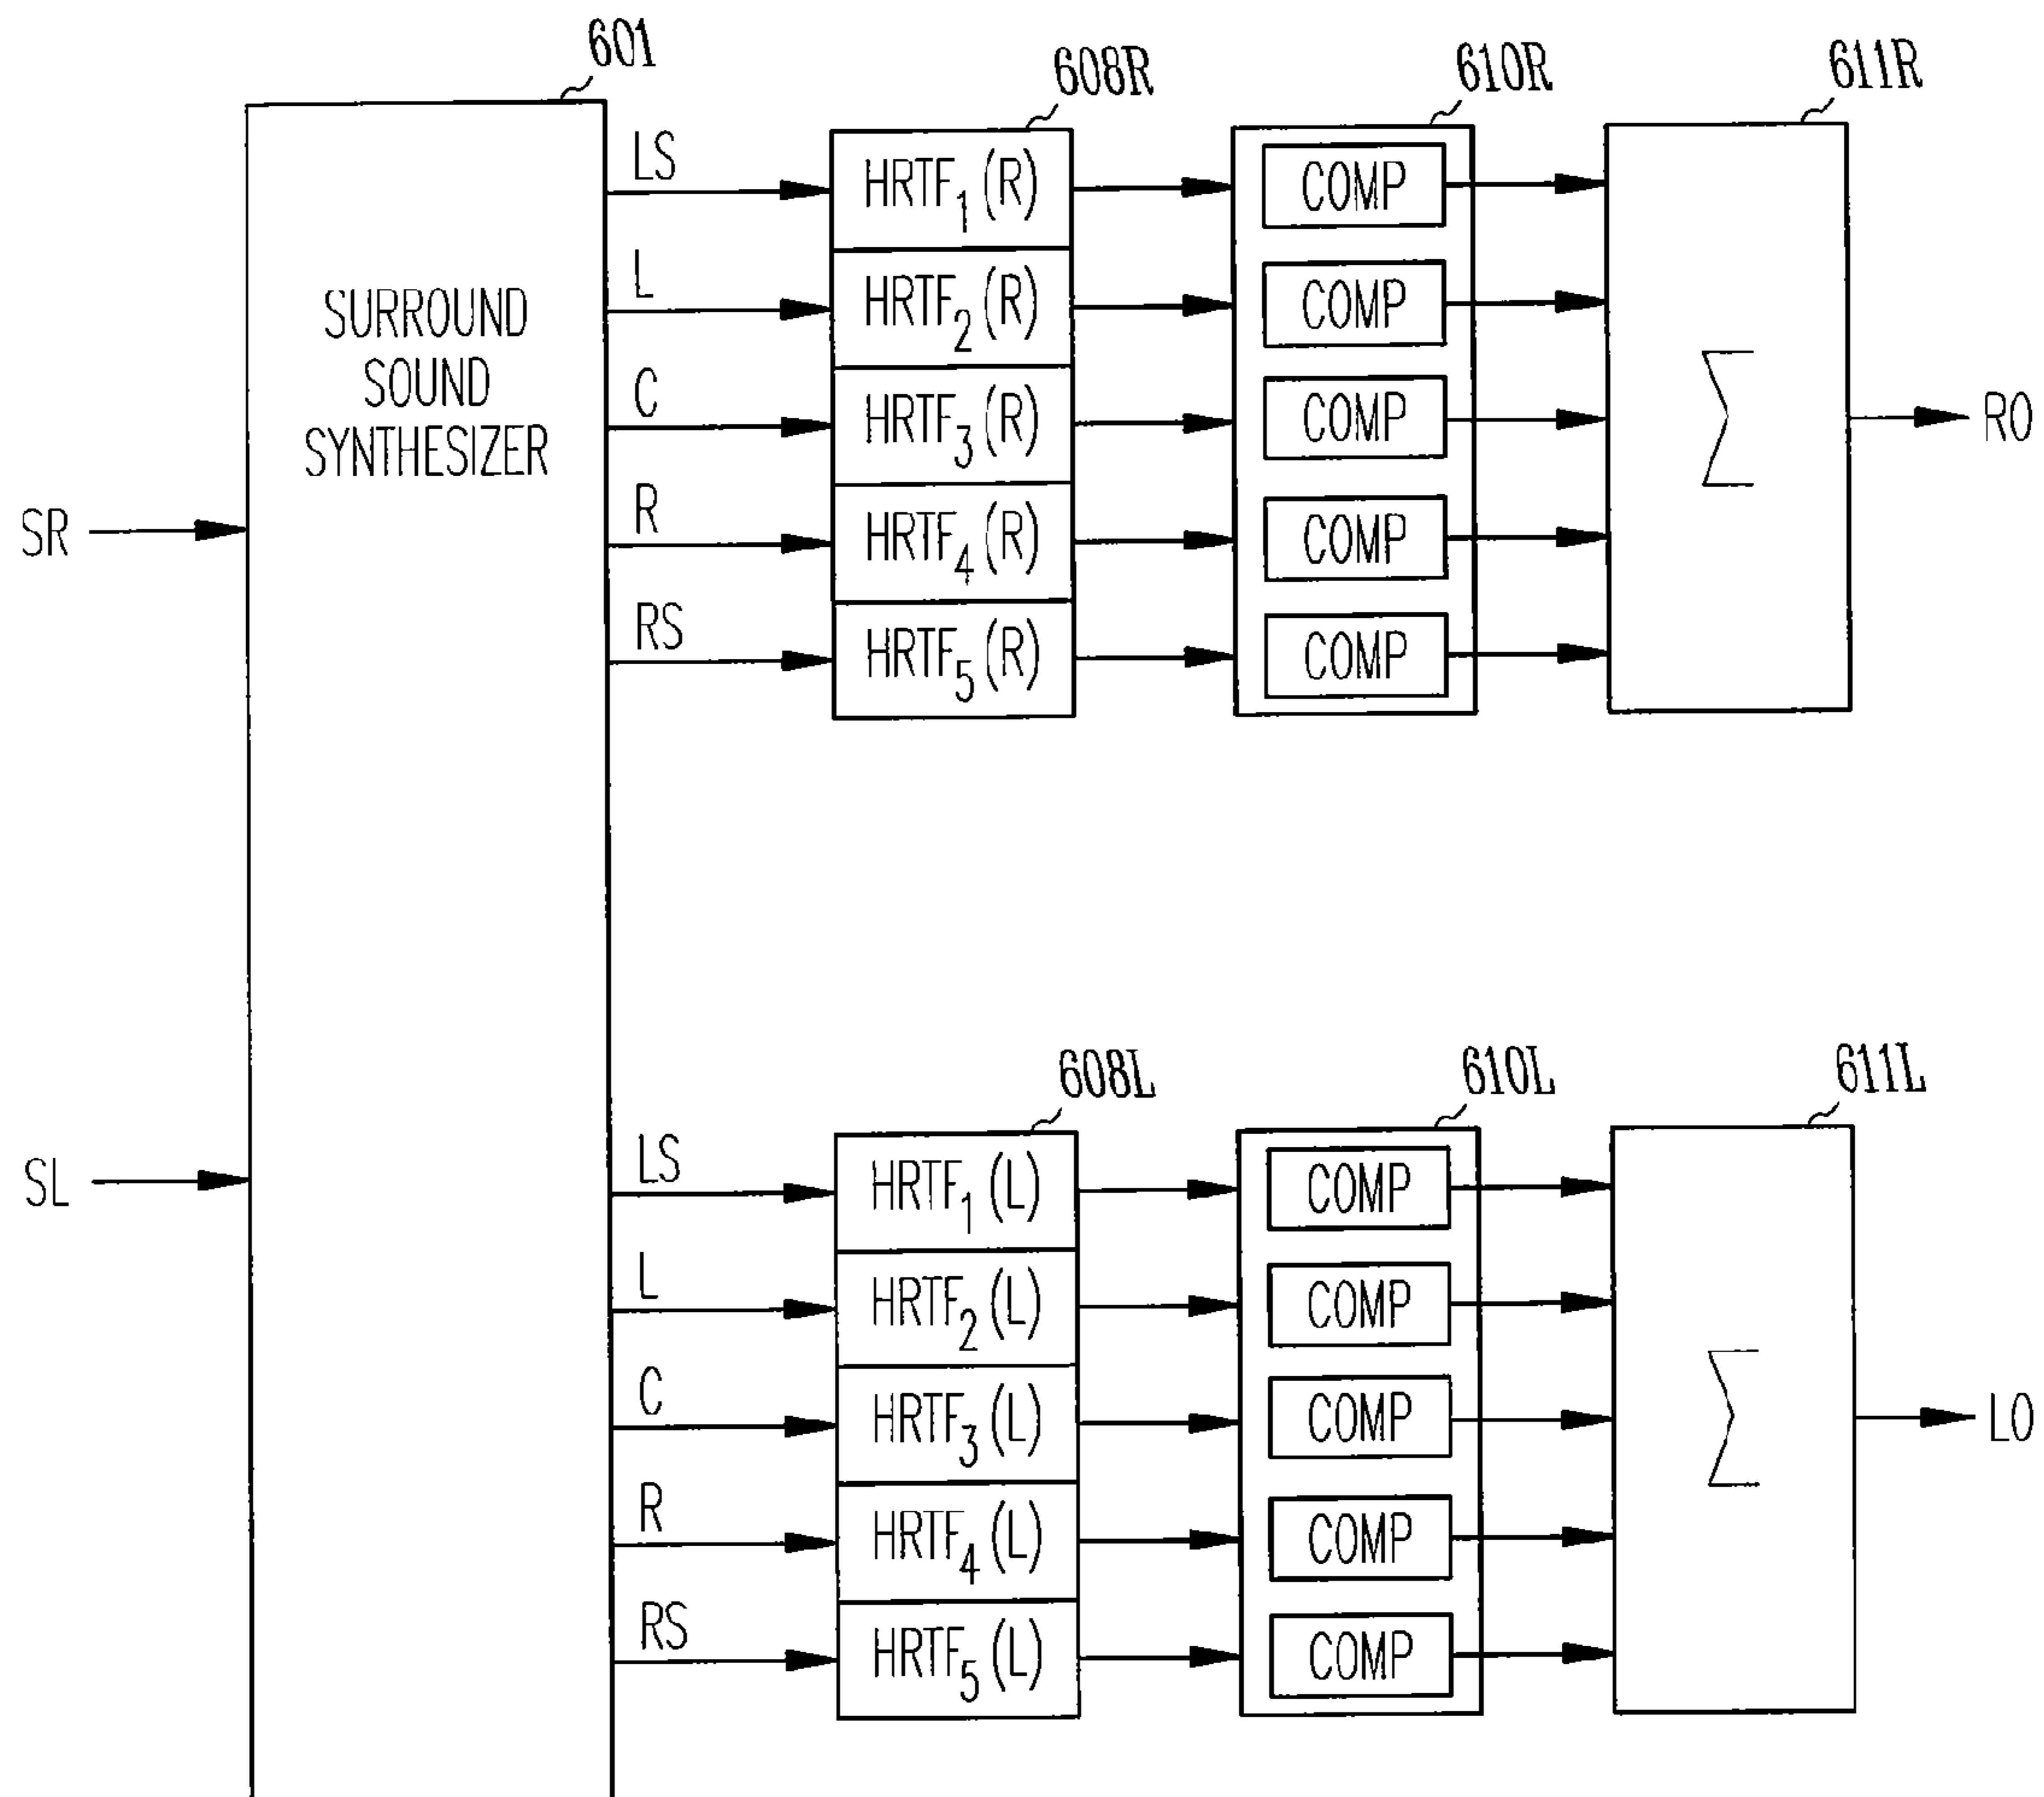 601
608R
610R
611R
SURROUND
SOUND
SYNTHESIZER
SR
SL
LS
L
C
R
RS
HRTF1(R)
HRTF2(R)
HRTF3(R)
HRTF4(R)
HRTF5(R)
COMP
COMP
COMP
COMP
COMP
Σ
RO
608L
610L
611L
LS
L
C
R
RS
HRTF1(L)
HRTF2(L)
HRTF3(L)
HRTF4(L)
HRTF5(L)
COMP
COMP
COMP
COMP
COMP
Σ
LO